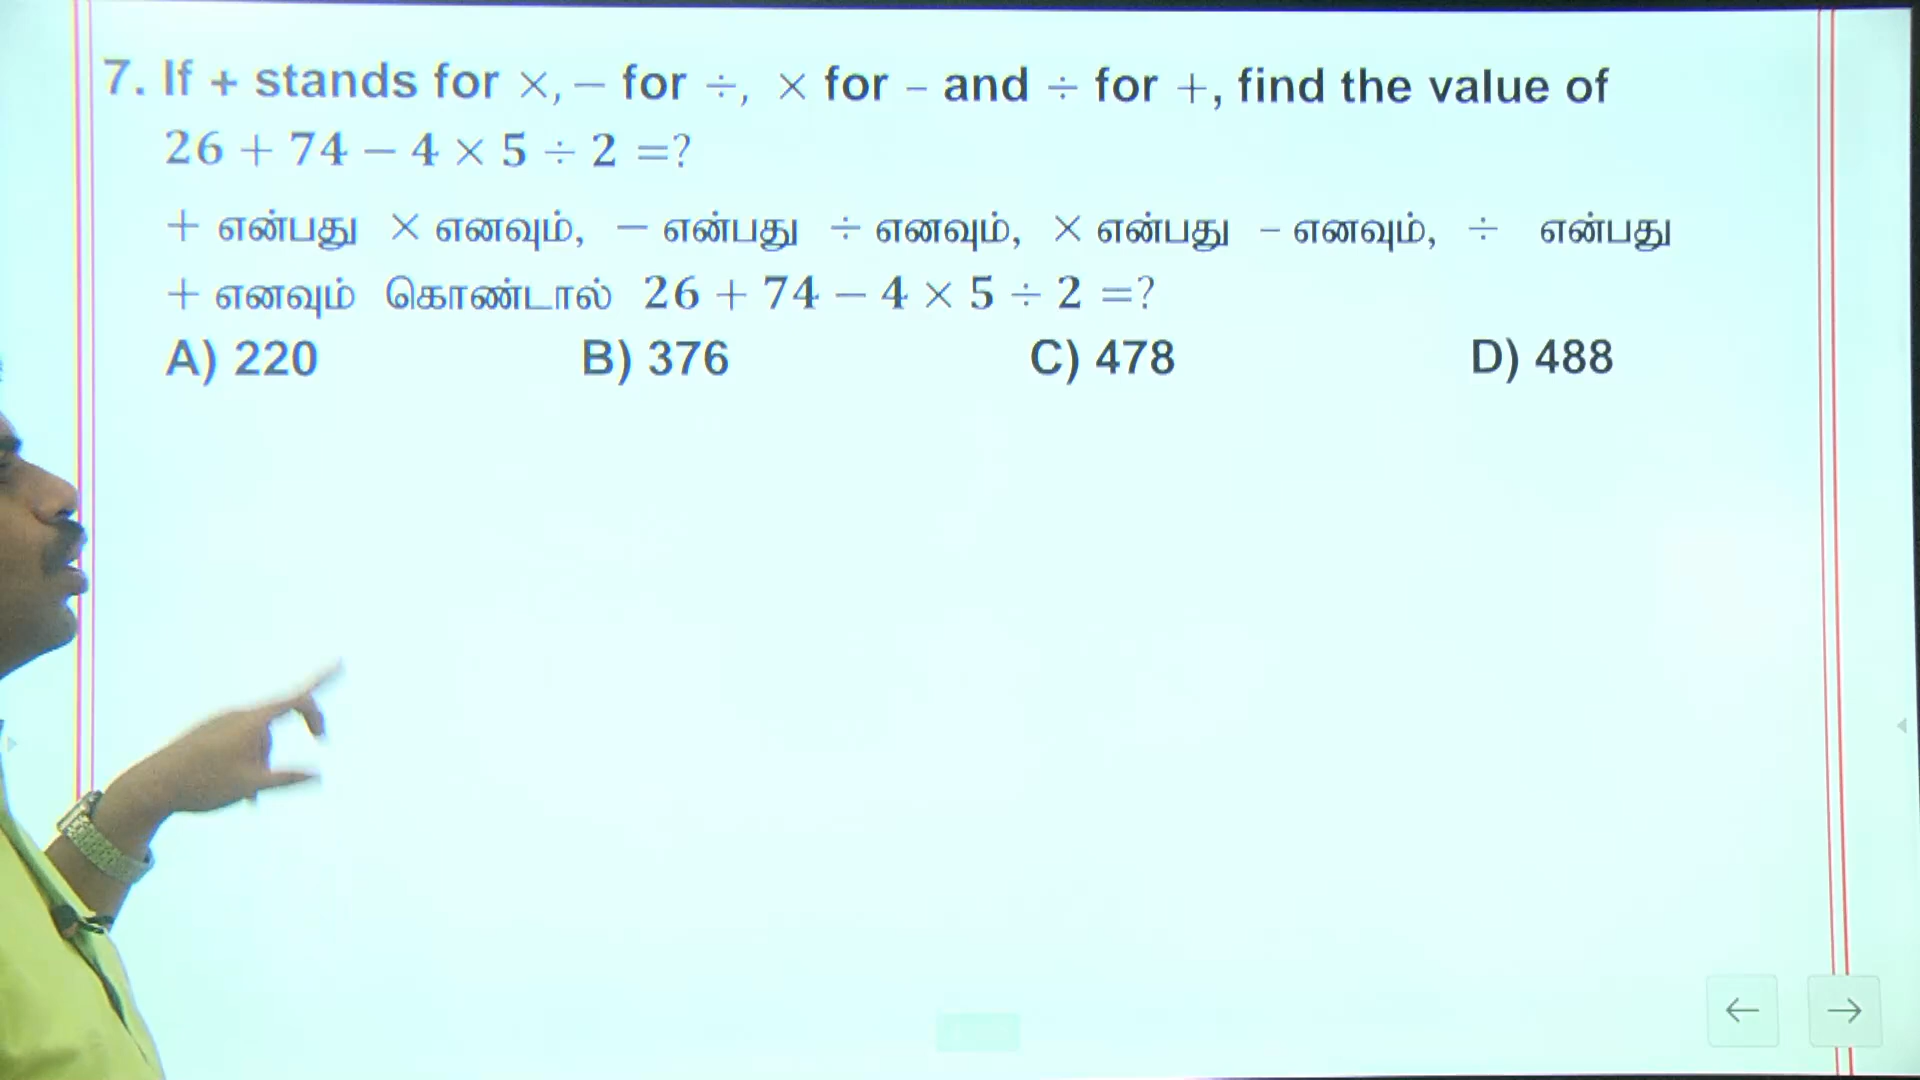 7. If + stands for ×, − for ÷, × for – and ÷ for +, find the value of
26 + 74 − 4 × 5 ÷ 2 =?
+ என்பது × எனவும், − என்பது ÷ எனவும், × என்பது – எனவும், ÷ என்பது
+ எனவும் கொண்டால் 26 + 74 − 4 × 5 ÷ 2 =?
A) 220 B) 376 C) 478 D) 488